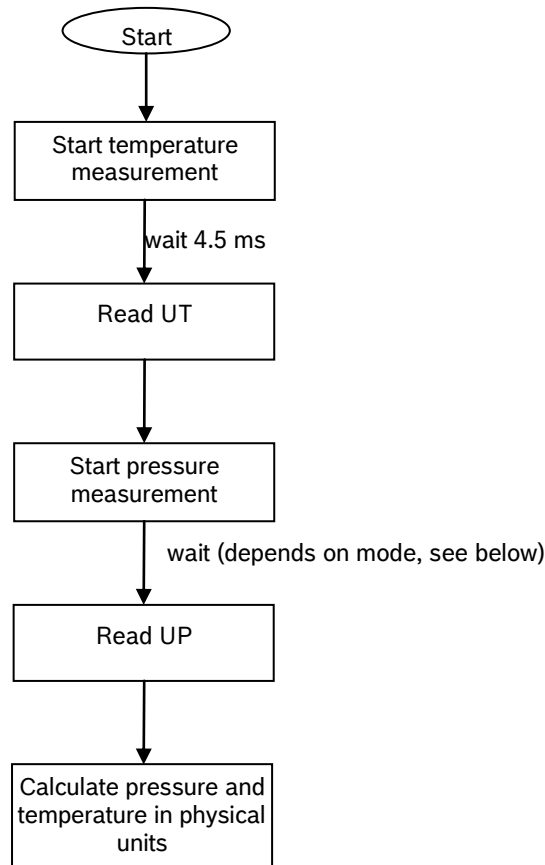 Start
Start temperature
measurement
wait 4.5 ms
Read UT
Start pressure
measurement
wait (depends on mode, see below)
Read UP
Calculate pressure and
temperature in physical
units